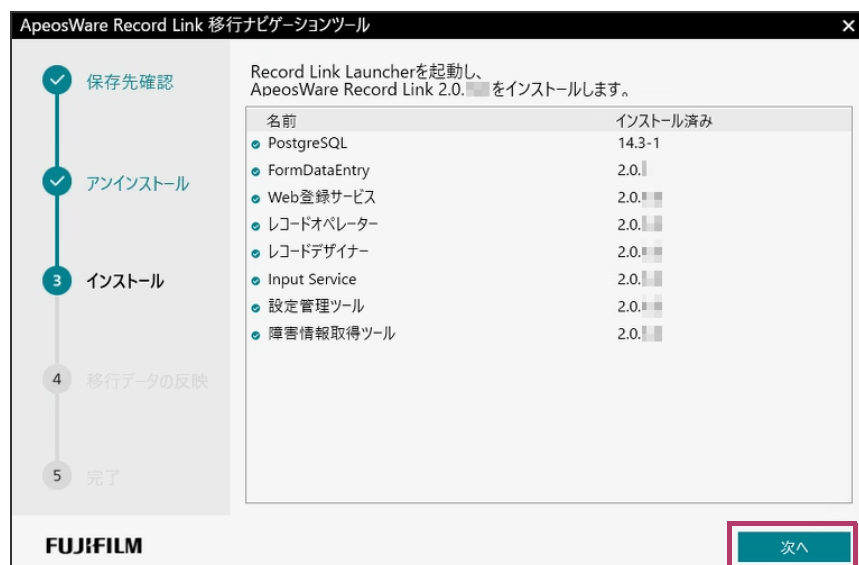 ApeosWare Record Link 移行ナビゲーションツール
保存先確認
アンインストール
3 インストール
4 移行データの反映
5 完了
Record Link Launcherを起動し、
ApeosWare Record Link 2.0. をインストールします。
名前 インストール済み
PostgreSQL 14.3-1
FormDataEntry 2.0.
Web登録サービス 2.0.
レコードオペレーター 2.0.
レコードデザイナー 2.0.
Input Service 2.0.
設定管理ツール 2.0.
障害情報取得ツール 2.0.
FUJIFILM
次へ